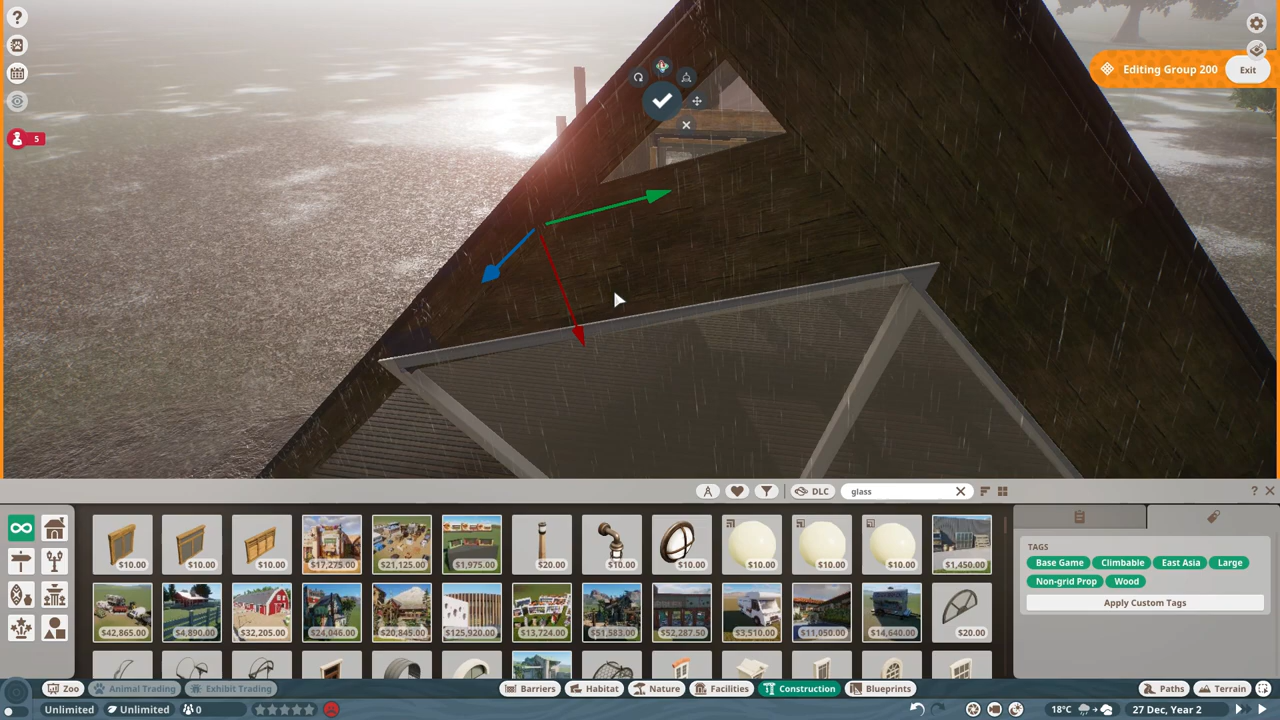 ?
Editing Group 200
Exit
5
DLC
glass
?
$10.00
$10.00
$10.00
$17,275.00
$21,125.00
$1,975.00
$20.00
$10.00
$10.00
$10.00
$10.00
$10.00
$1,450.00
$42,865.00
$4,890.00
$32,205.00
$24,046.00
$20,845.00
$125,920.00
$13,724.00
$51,583.00
$52,287.50
$3,510.00
$11,050.00
$14,640.00
$20.00
TAGS
Base Game
Climbable
East Asia
Large
Non-grid Prop
Wood
Apply Custom Tags
Zoo
Animal Trading
Exhibit Trading
Barriers
Habitat
Nature
Facilities
Construction
Blueprints
Paths
Terrain
Unlimited
Unlimited
0
18°C
27 Dec, Year 2